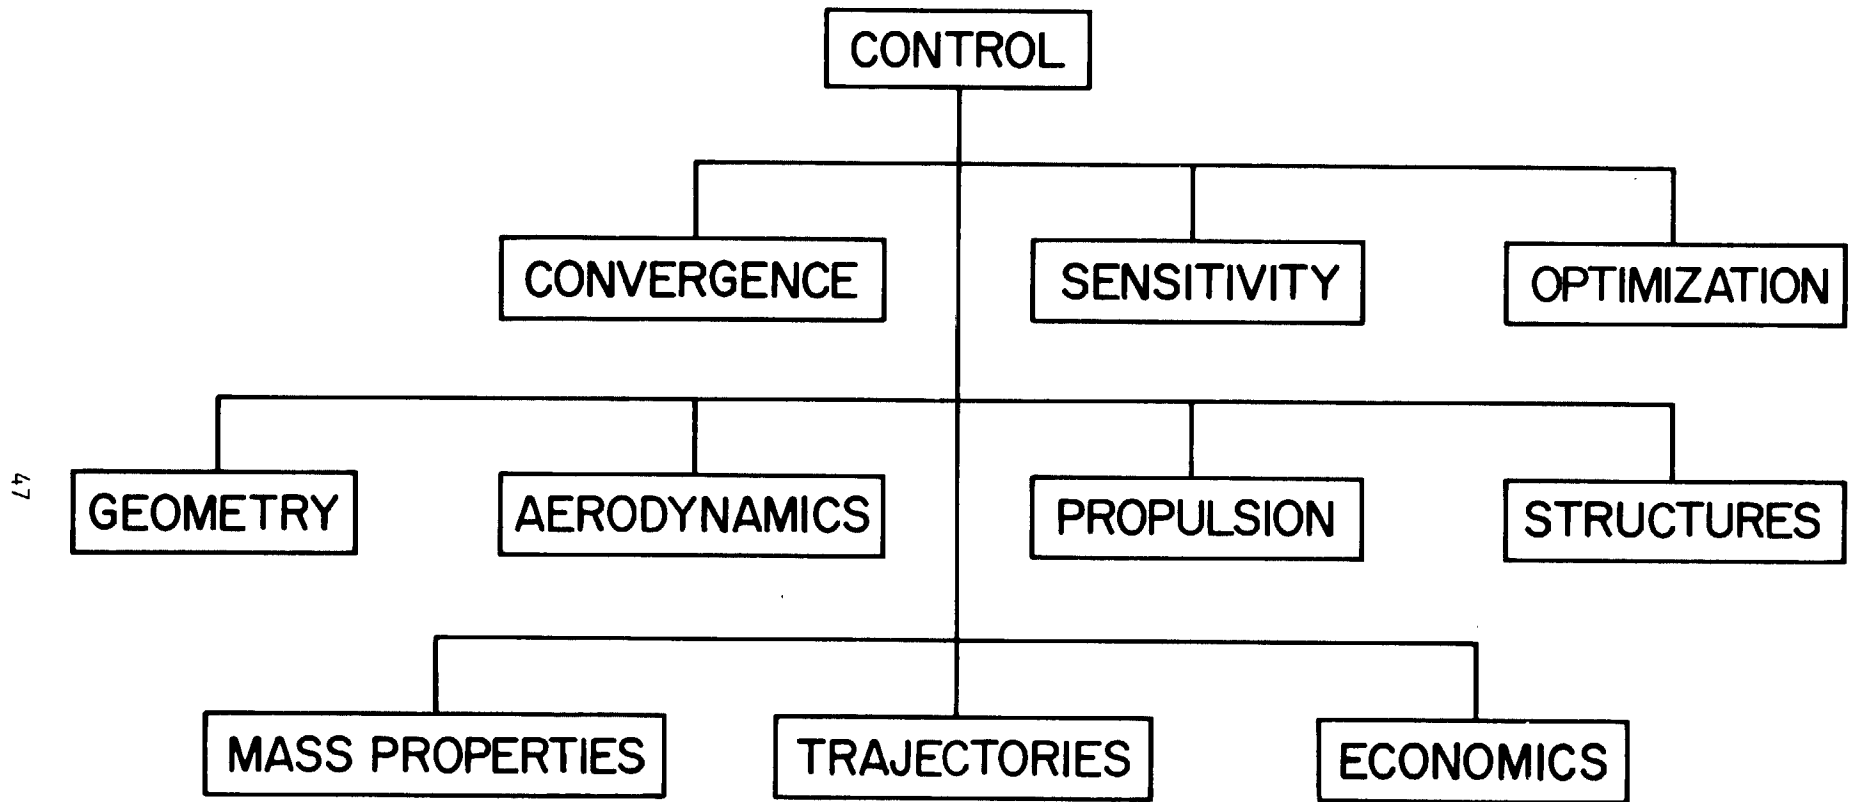 CONTROL
CONVERGENCE
SENSITIVITY
OPTIMIZATION
GEOMETRY
AERODYNAMICS
PROPULSION
STRUCTURES
MASS PROPERTIES
TRAJECTORIES
ECONOMICS
47